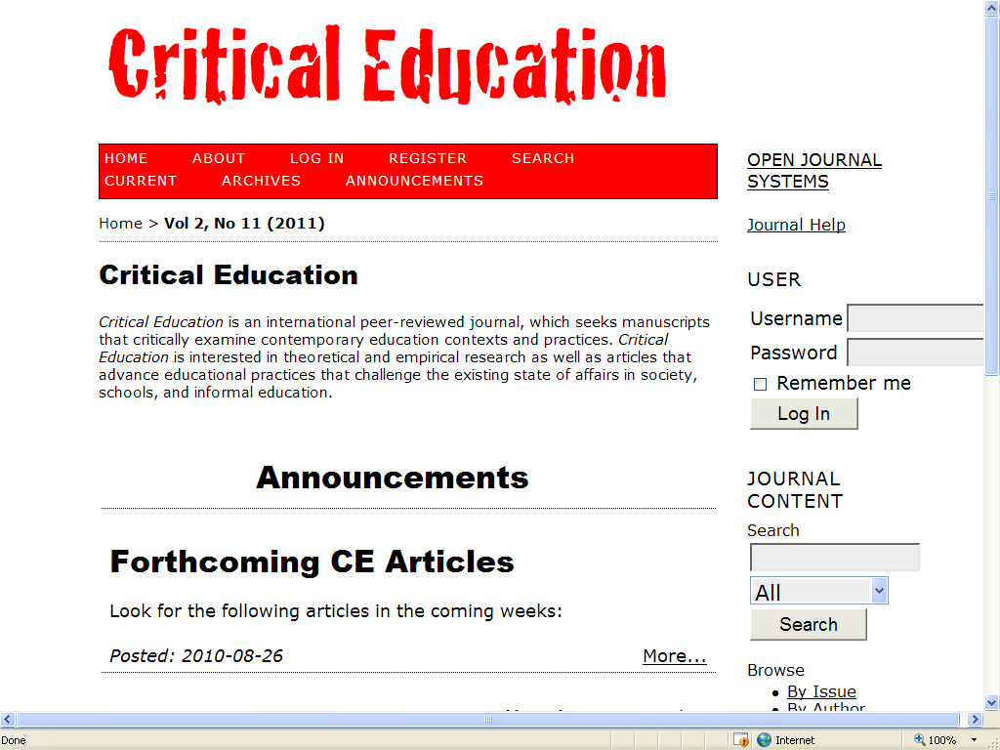 Critical Education
HOME ABOUT LOG IN REGISTER SEARCH
CURRENT ARCHIVES ANNOUNCEMENTS
Home > Vol 2, No 11 (2011)
Critical Education
Critical Education is an international peer-reviewed journal, which seeks manuscripts
that critically examine contemporary education contexts and practices. Critical
Education is interested in theoretical and empirical research as well as articles that
advance educational practices that challenge the existing state of affairs in society,
schools, and informal education.
Announcements
Forthcoming CE Articles
Look for the following articles in the coming weeks:
Posted: 2010-08-26 More...
OPEN JOURNAL
SYSTEMS
Journal Help
USER
Username
Password
Remember me
Log In
JOURNAL
CONTENT
Search
All
Search
Browse
By Issue
By Author
Done Internet 100%